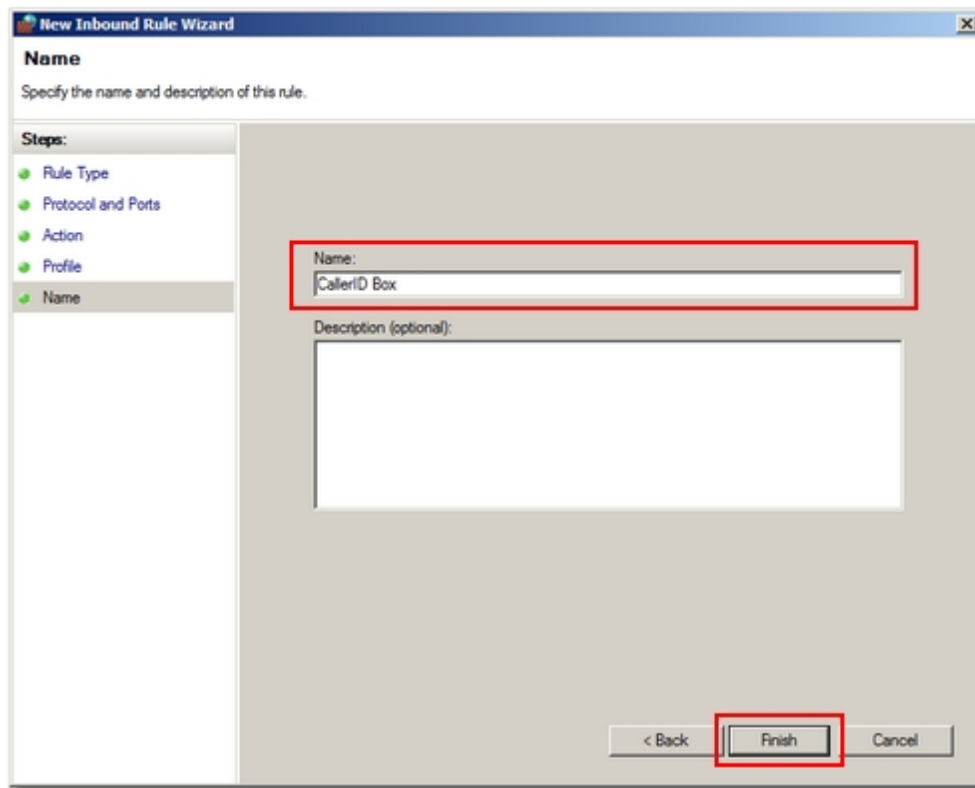 New Inbound Rule Wizard
Name
Specify the name and description of this rule.
Steps:
Rule Type
Protocol and Ports
Action
Profile
Name
Name:
CallerID Box
Description (optional):
< Back
Finish
Cancel